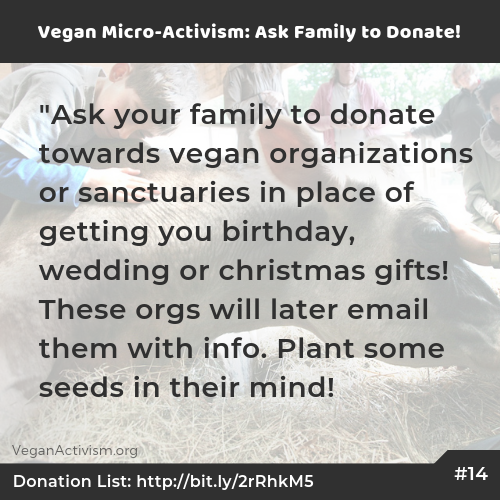 Vegan Micro-Activism: Ask Family to Donate!
"Ask your family to donate
towards vegan organizations
or sanctuaries in place of
getting you birthday,
wedding or christmas gifts!
These orgs will later email
them with info. Plant some
seeds in their mind!
VeganActivism.org
Donation List: http://bit.ly/2rRhkM5
#14